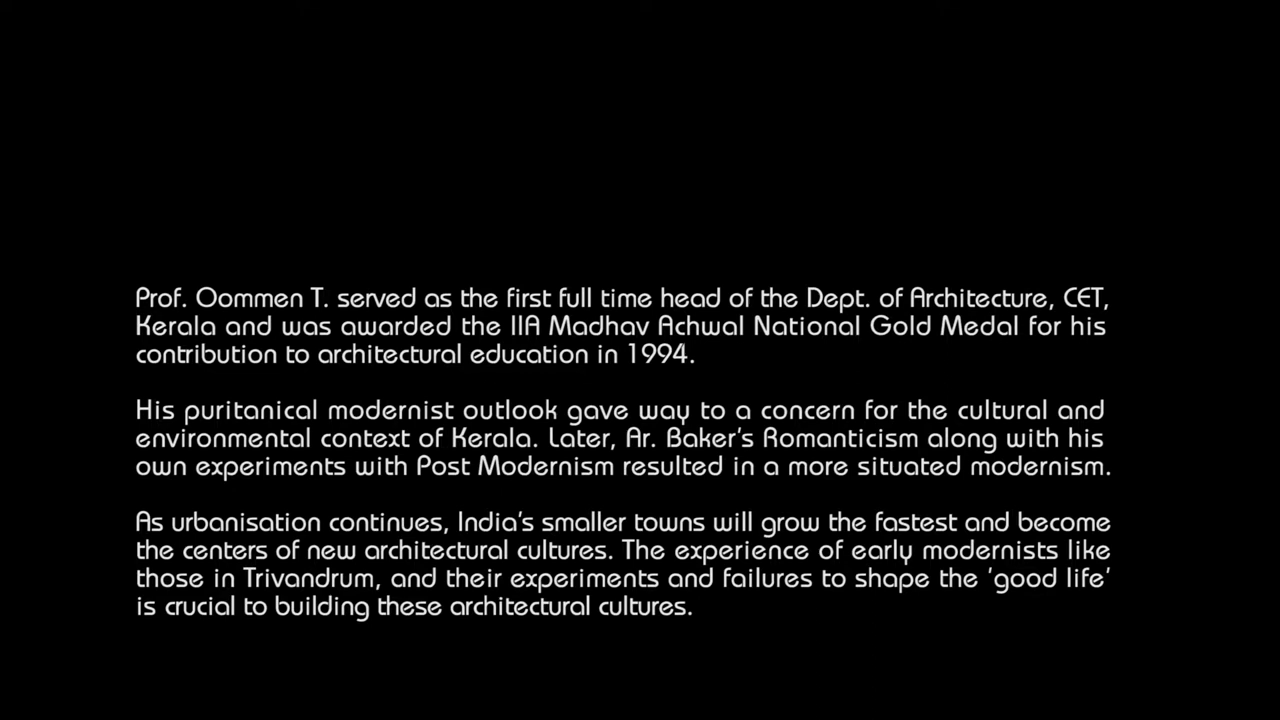 Prof. Oommen T. served as the first full time head of the Dept. of Architecture, CET,
Kerala and was awarded the IIA Madhav Achwal National Gold Medal for his
contribution to architectural education in 1994.
His puritanical modernist outlook gave way to a concern for the cultural and
environmental context of Kerala. Later, Ar. Baker's Romanticism along with his
own experiments with Post Modernism resulted in a more situated modernism.
As urbanisation continues, India's smaller towns will grow the fastest and become
the centers of new architectural cultures. The experience of early modernists like
those in Trivandrum, and their experiments and failures to shape the 'good life'
is crucial to building these architectural cultures.